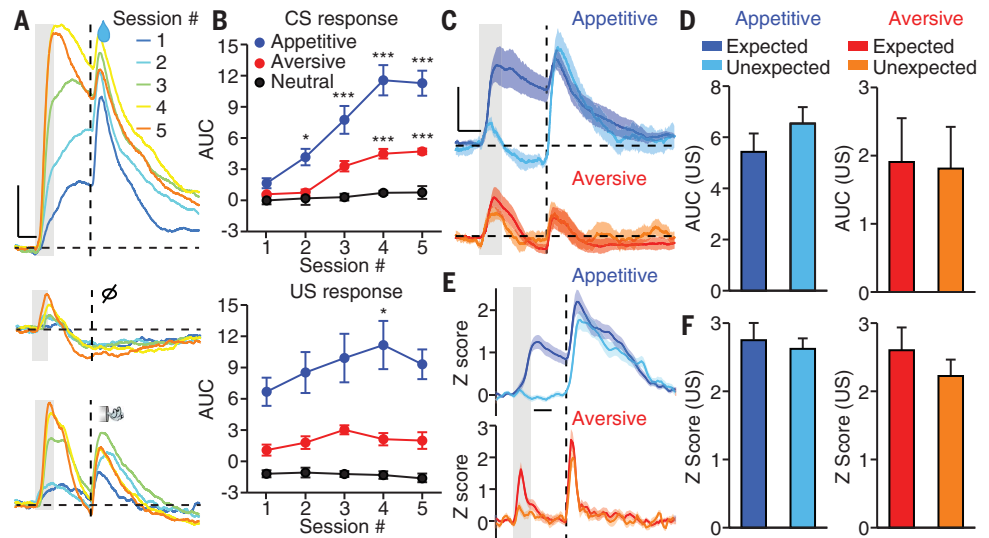 A
Session #
1
2
3
4
5
ϕ
B
CS response
15
12
9
6
3
0
-3
AUC
Appetitive
Aversive
Neutral
*
***
***
***
***
***
1 2 3 4 5
Session #
US response
15
12
9
6
3
0
-3
AUC
*
1 2 3 4 5
Session #
C
Appetitive
Aversive
D
Appetitive
Expected
Unexpected
8
6
4
2
0
AUC (US)
Aversive
Expected
Unexpected
3
2
1
0
AUC (US)
E
Appetitive
2
1
0
Z score
Aversive
3
2
1
0
Z score
F
3
2
0
Z Score (US)
3
2
0
Z Score (US)